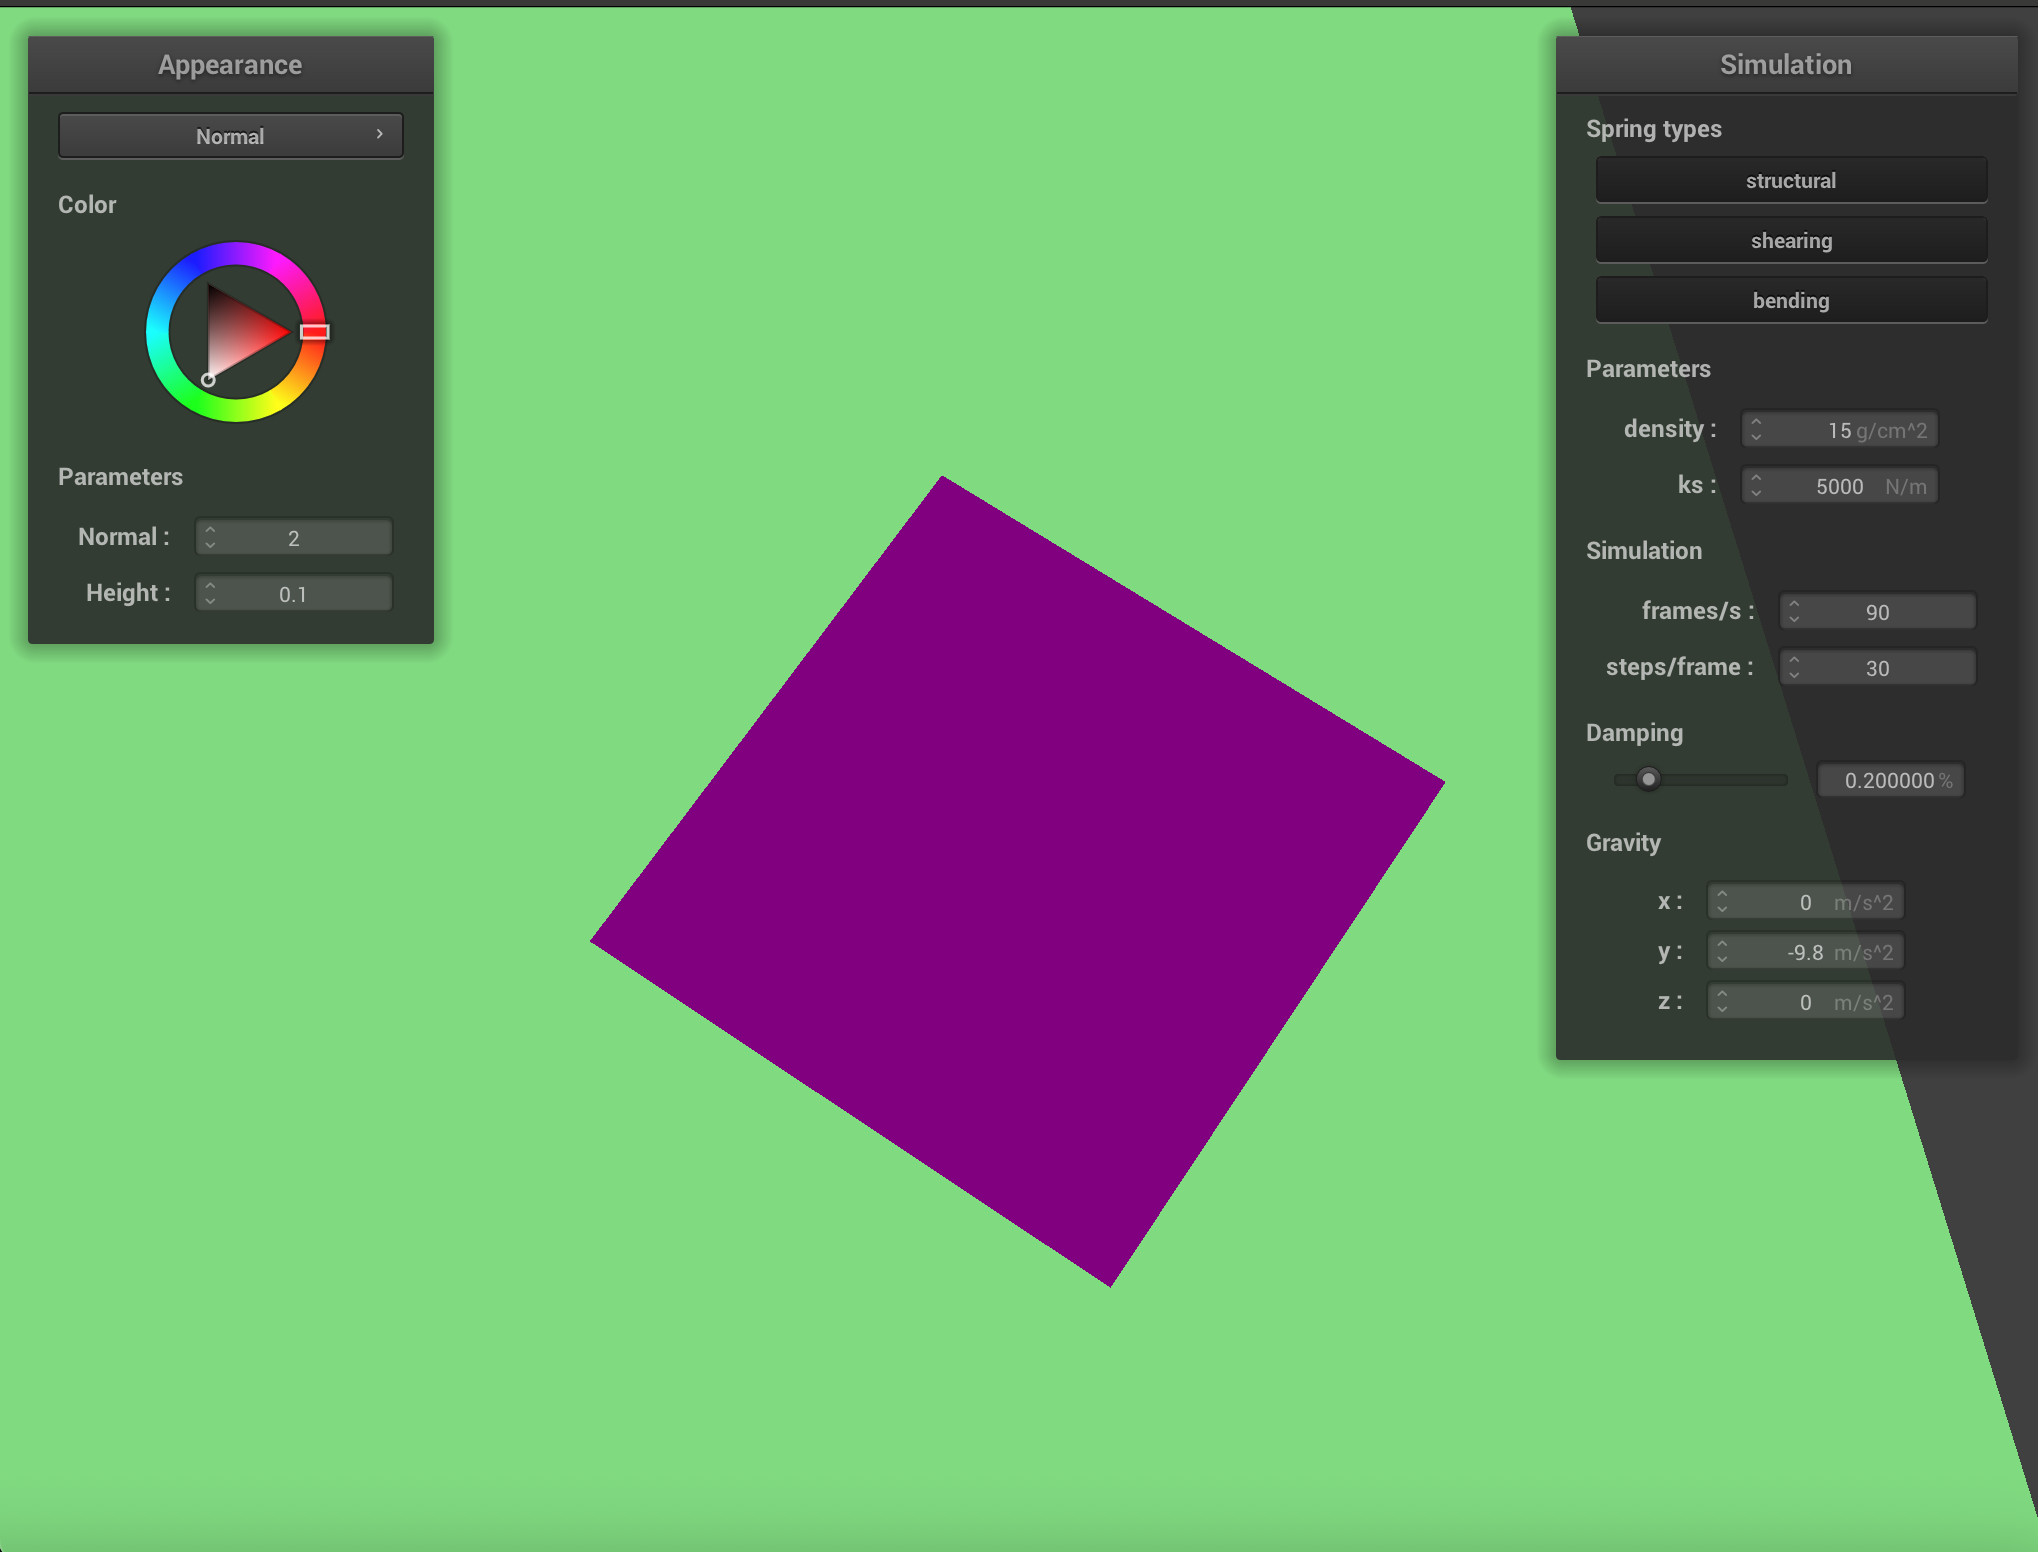 Appearance
Normal
Color
Parameters
Normal : 2
Height : 0.1
Simulation
Spring types
structural
shearing
bending
Parameters
density : 15 g/cm^2
ks : 5000 N/m
Simulation
frames/s : 90
steps/frame : 30
Damping
0.200000 %
Gravity
x : 0 m/s^2
y : -9.8 m/s^2
z : 0 m/s^2